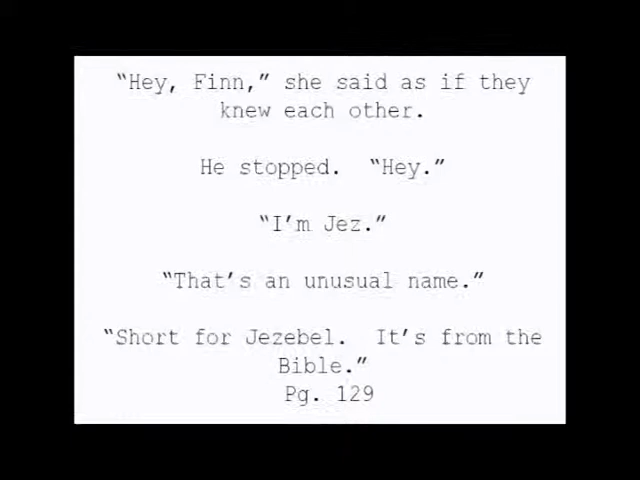 “Hey, Finn,” she said as if they
knew each other.
He stopped.  “Hey.”
“I’m Jez.”
“That’s an unusual name.”
“Short for Jezebel.  It’s from the
Bible.”
Pg. 129